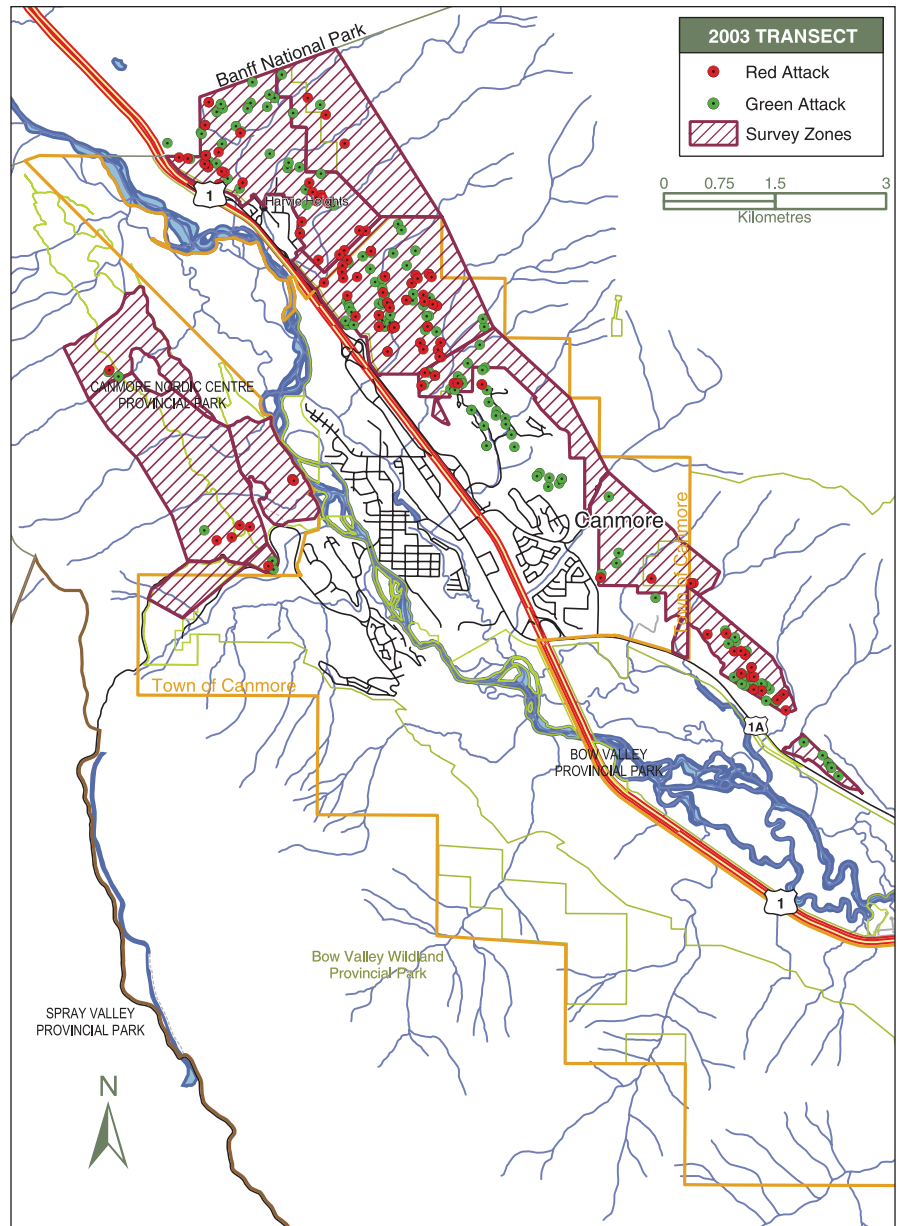 Banff National Park
2003 TRANSECT
Red Attack
Green Attack
Survey Zones
0 0.75 1.5 3
Kilometres
1
Harvie Heights
CANMORE NORDIC CENTRE
PROVINCIAL PARK
Canmore
Town of Canmore
Town of Canmore
1A
BOW VALLEY
PROVINCIAL PARK
1
Bow Valley Wildland
Provincial Park
SPRAY VALLEY
PROVINCIAL PARK
N